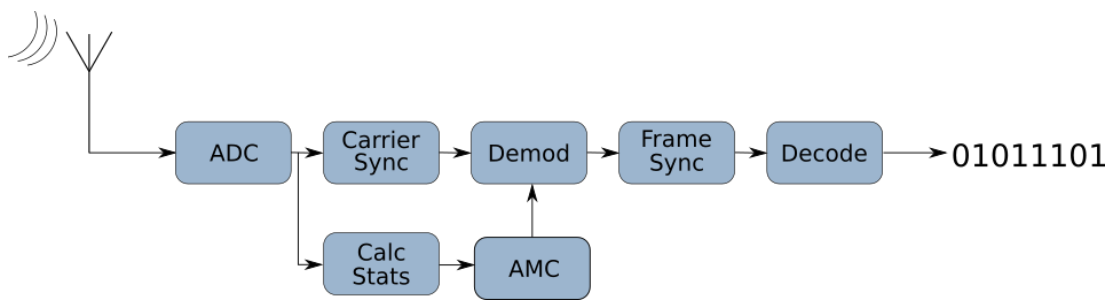 ADC
Carrier
Sync
Demod
Frame
Sync
Decode
01011101
Calc
Stats
AMC